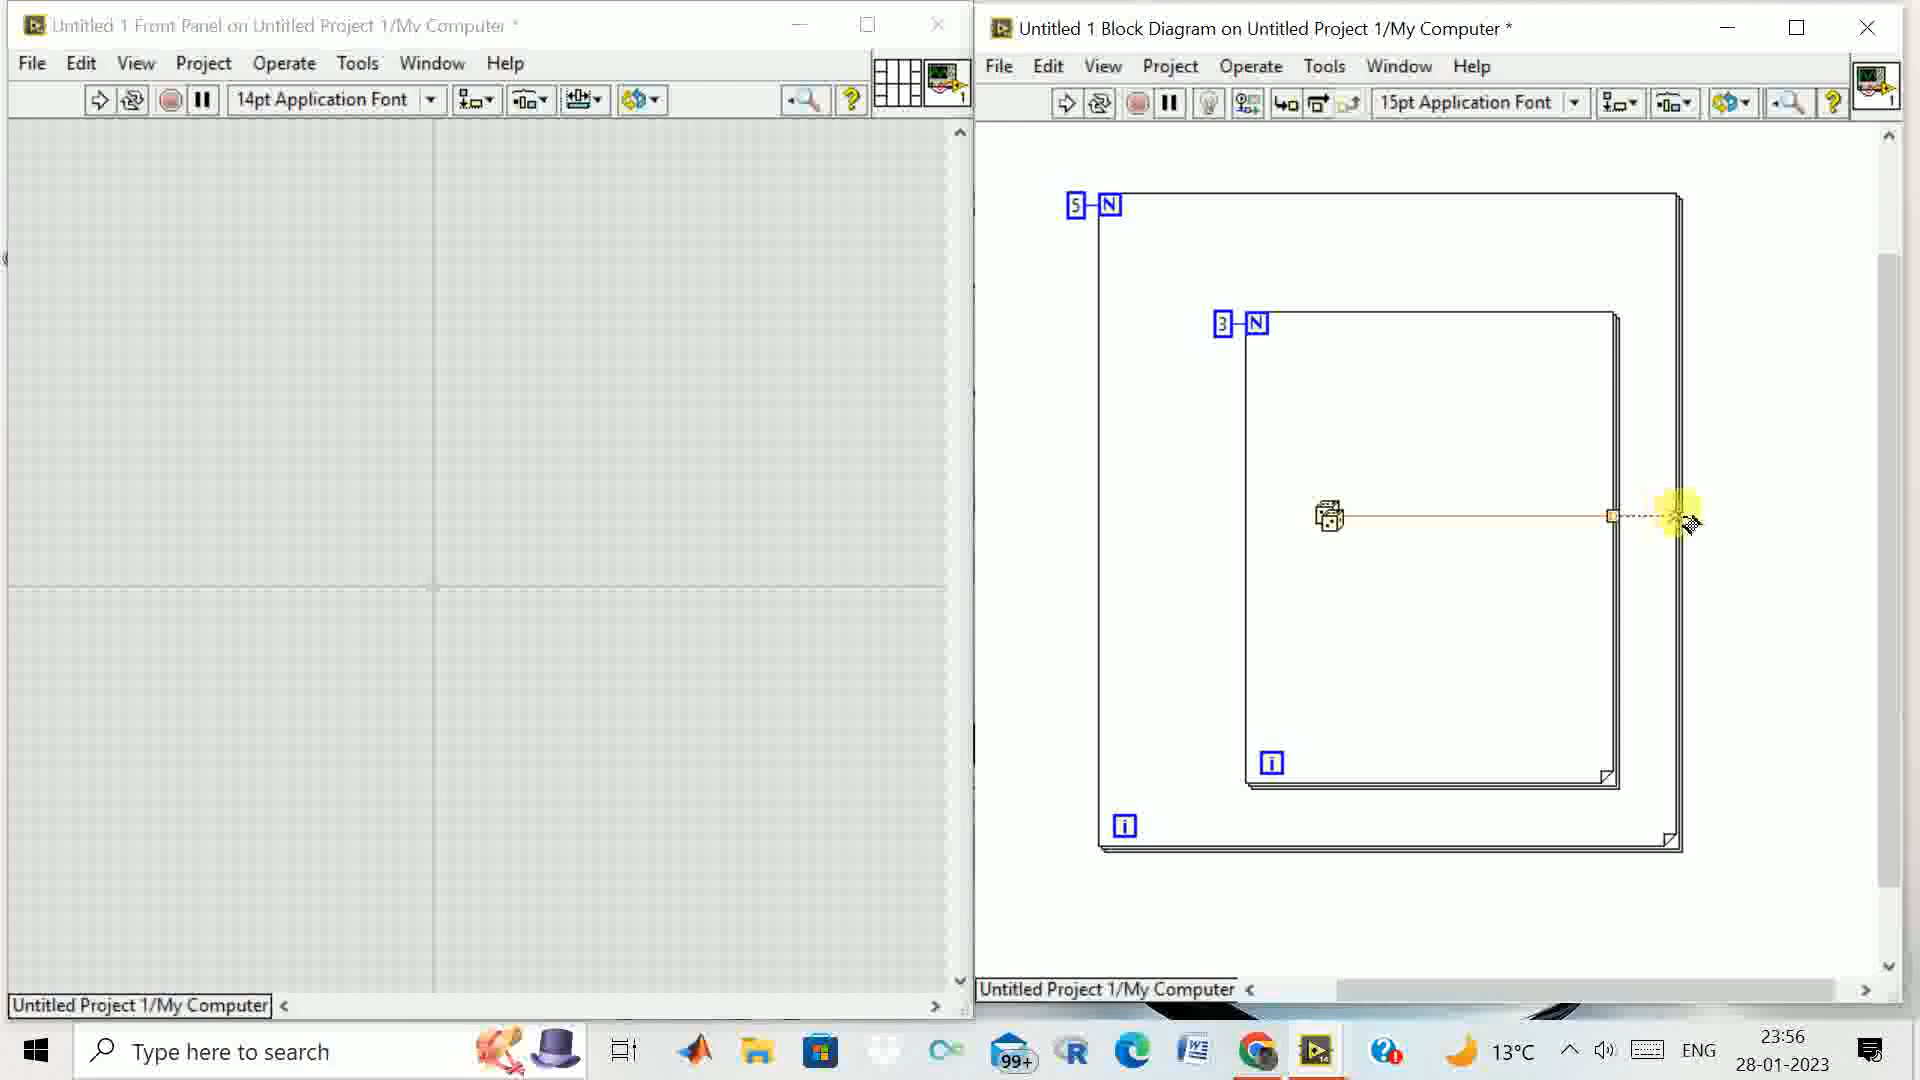 Untitled 1 Front Panel on Untitled Project 1/My Computer *
File Edit View Project Operate Tools Window Help
14pt Application Font
1
Untitled Project 1/My Computer
Untitled 1 Block Diagram on Untitled Project 1/My Computer *
File Edit View Project Operate Tools Window Help
15pt Application Font
1
5 N
3 N
i
i
Untitled Project 1/My Computer
Type here to search
99+
13°C
ENG
23:56
28-01-2023